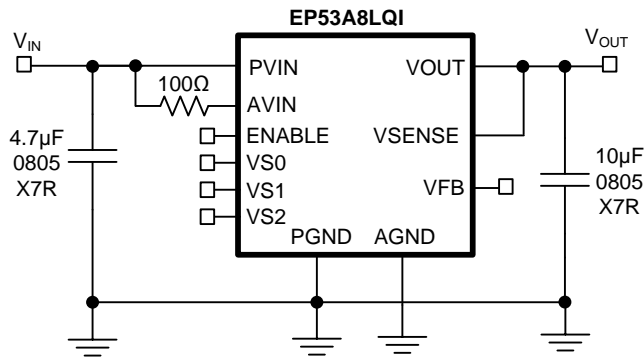 EP53A8LQI
VIN
VOUT
PVIN
VOUT
100Ω
AVIN
ENABLE
VSENSE
4.7µF
0805
X7R
VS0
VS1
VFB
VS2
10µF
0805
X7R
PGND
AGND